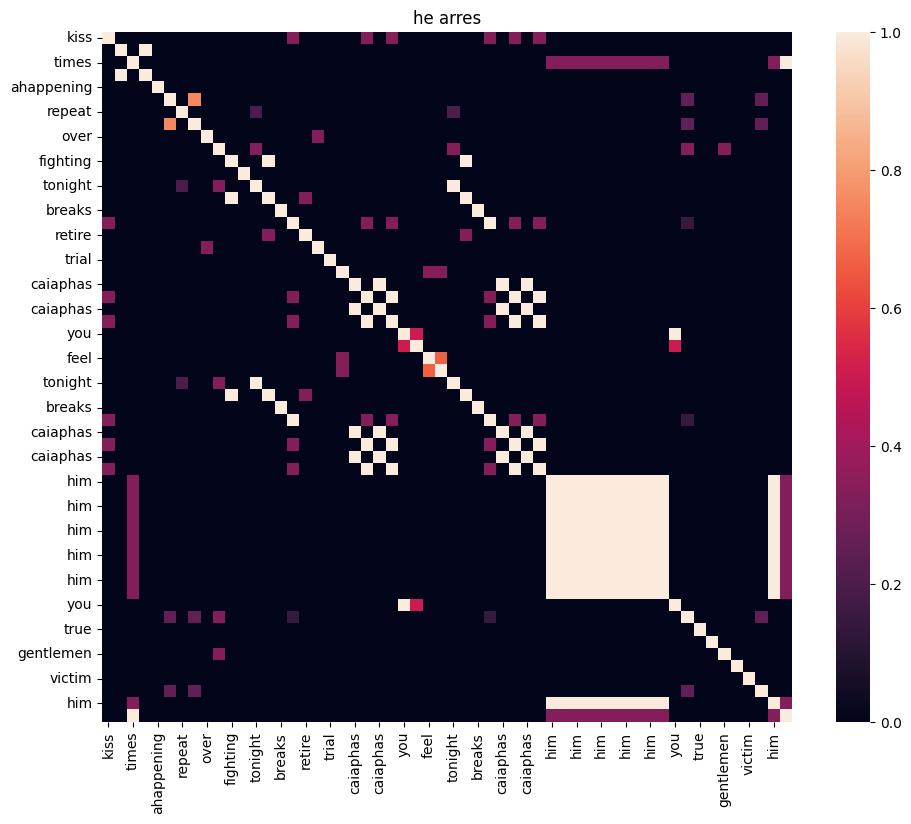 he arres
kiss
times
ahappening
repeat
over
fighting
tonight
breaks
retire
trial
caiaphas
caiaphas
you
feel
tonight
breaks
caiaphas
caiaphas
him
him
him
him
him
you
true
gentlemen
victim
him
1.0
0.8
0.6
0.4
0.2
0.0
kiss
times
ahappening
repeat
over
fighting
tonight
breaks
retire
trial
caiaphas
caiaphas
you
feel
tonight
breaks
caiaphas
caiaphas
him
him
him
him
him
you
true
gentlemen
victim
him